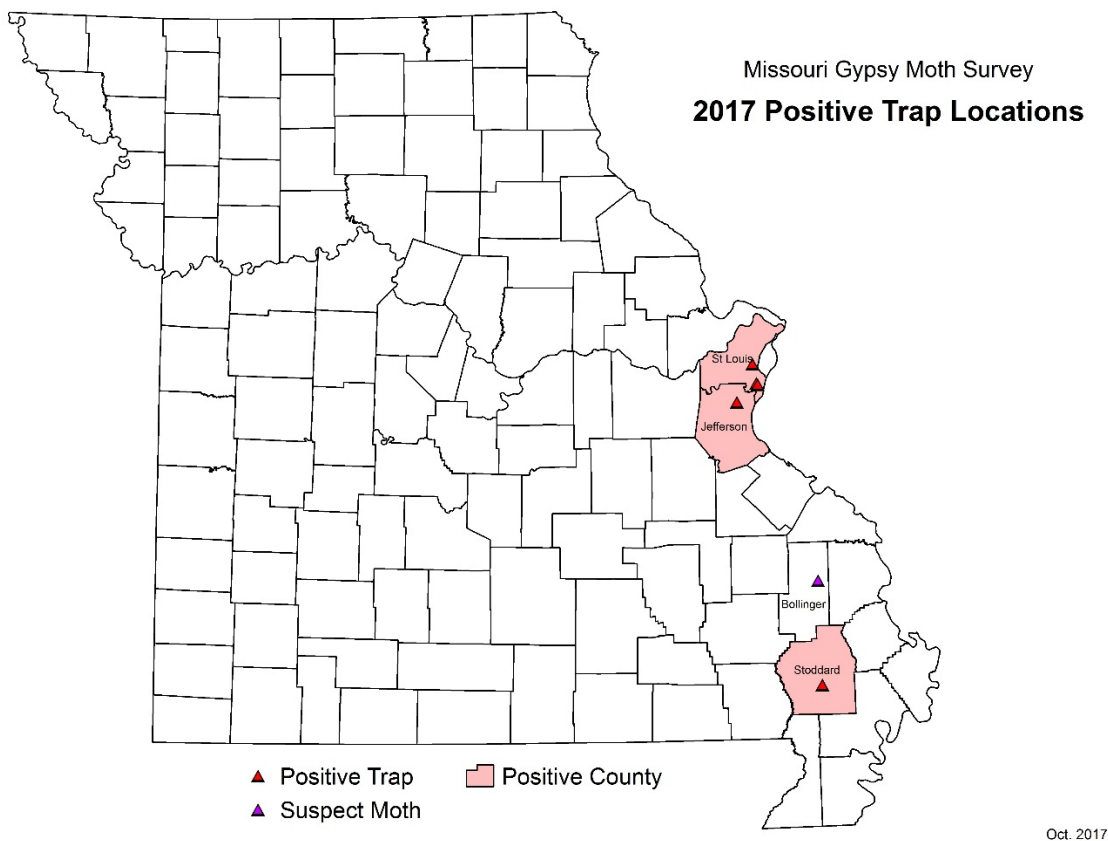 Missouri Gypsy Moth Survey
2017 Positive Trap Locations
St Louis
Jefferson
Bollinger
Stoddard
Positive Trap
Positive County
Suspect Moth
Oct. 2017